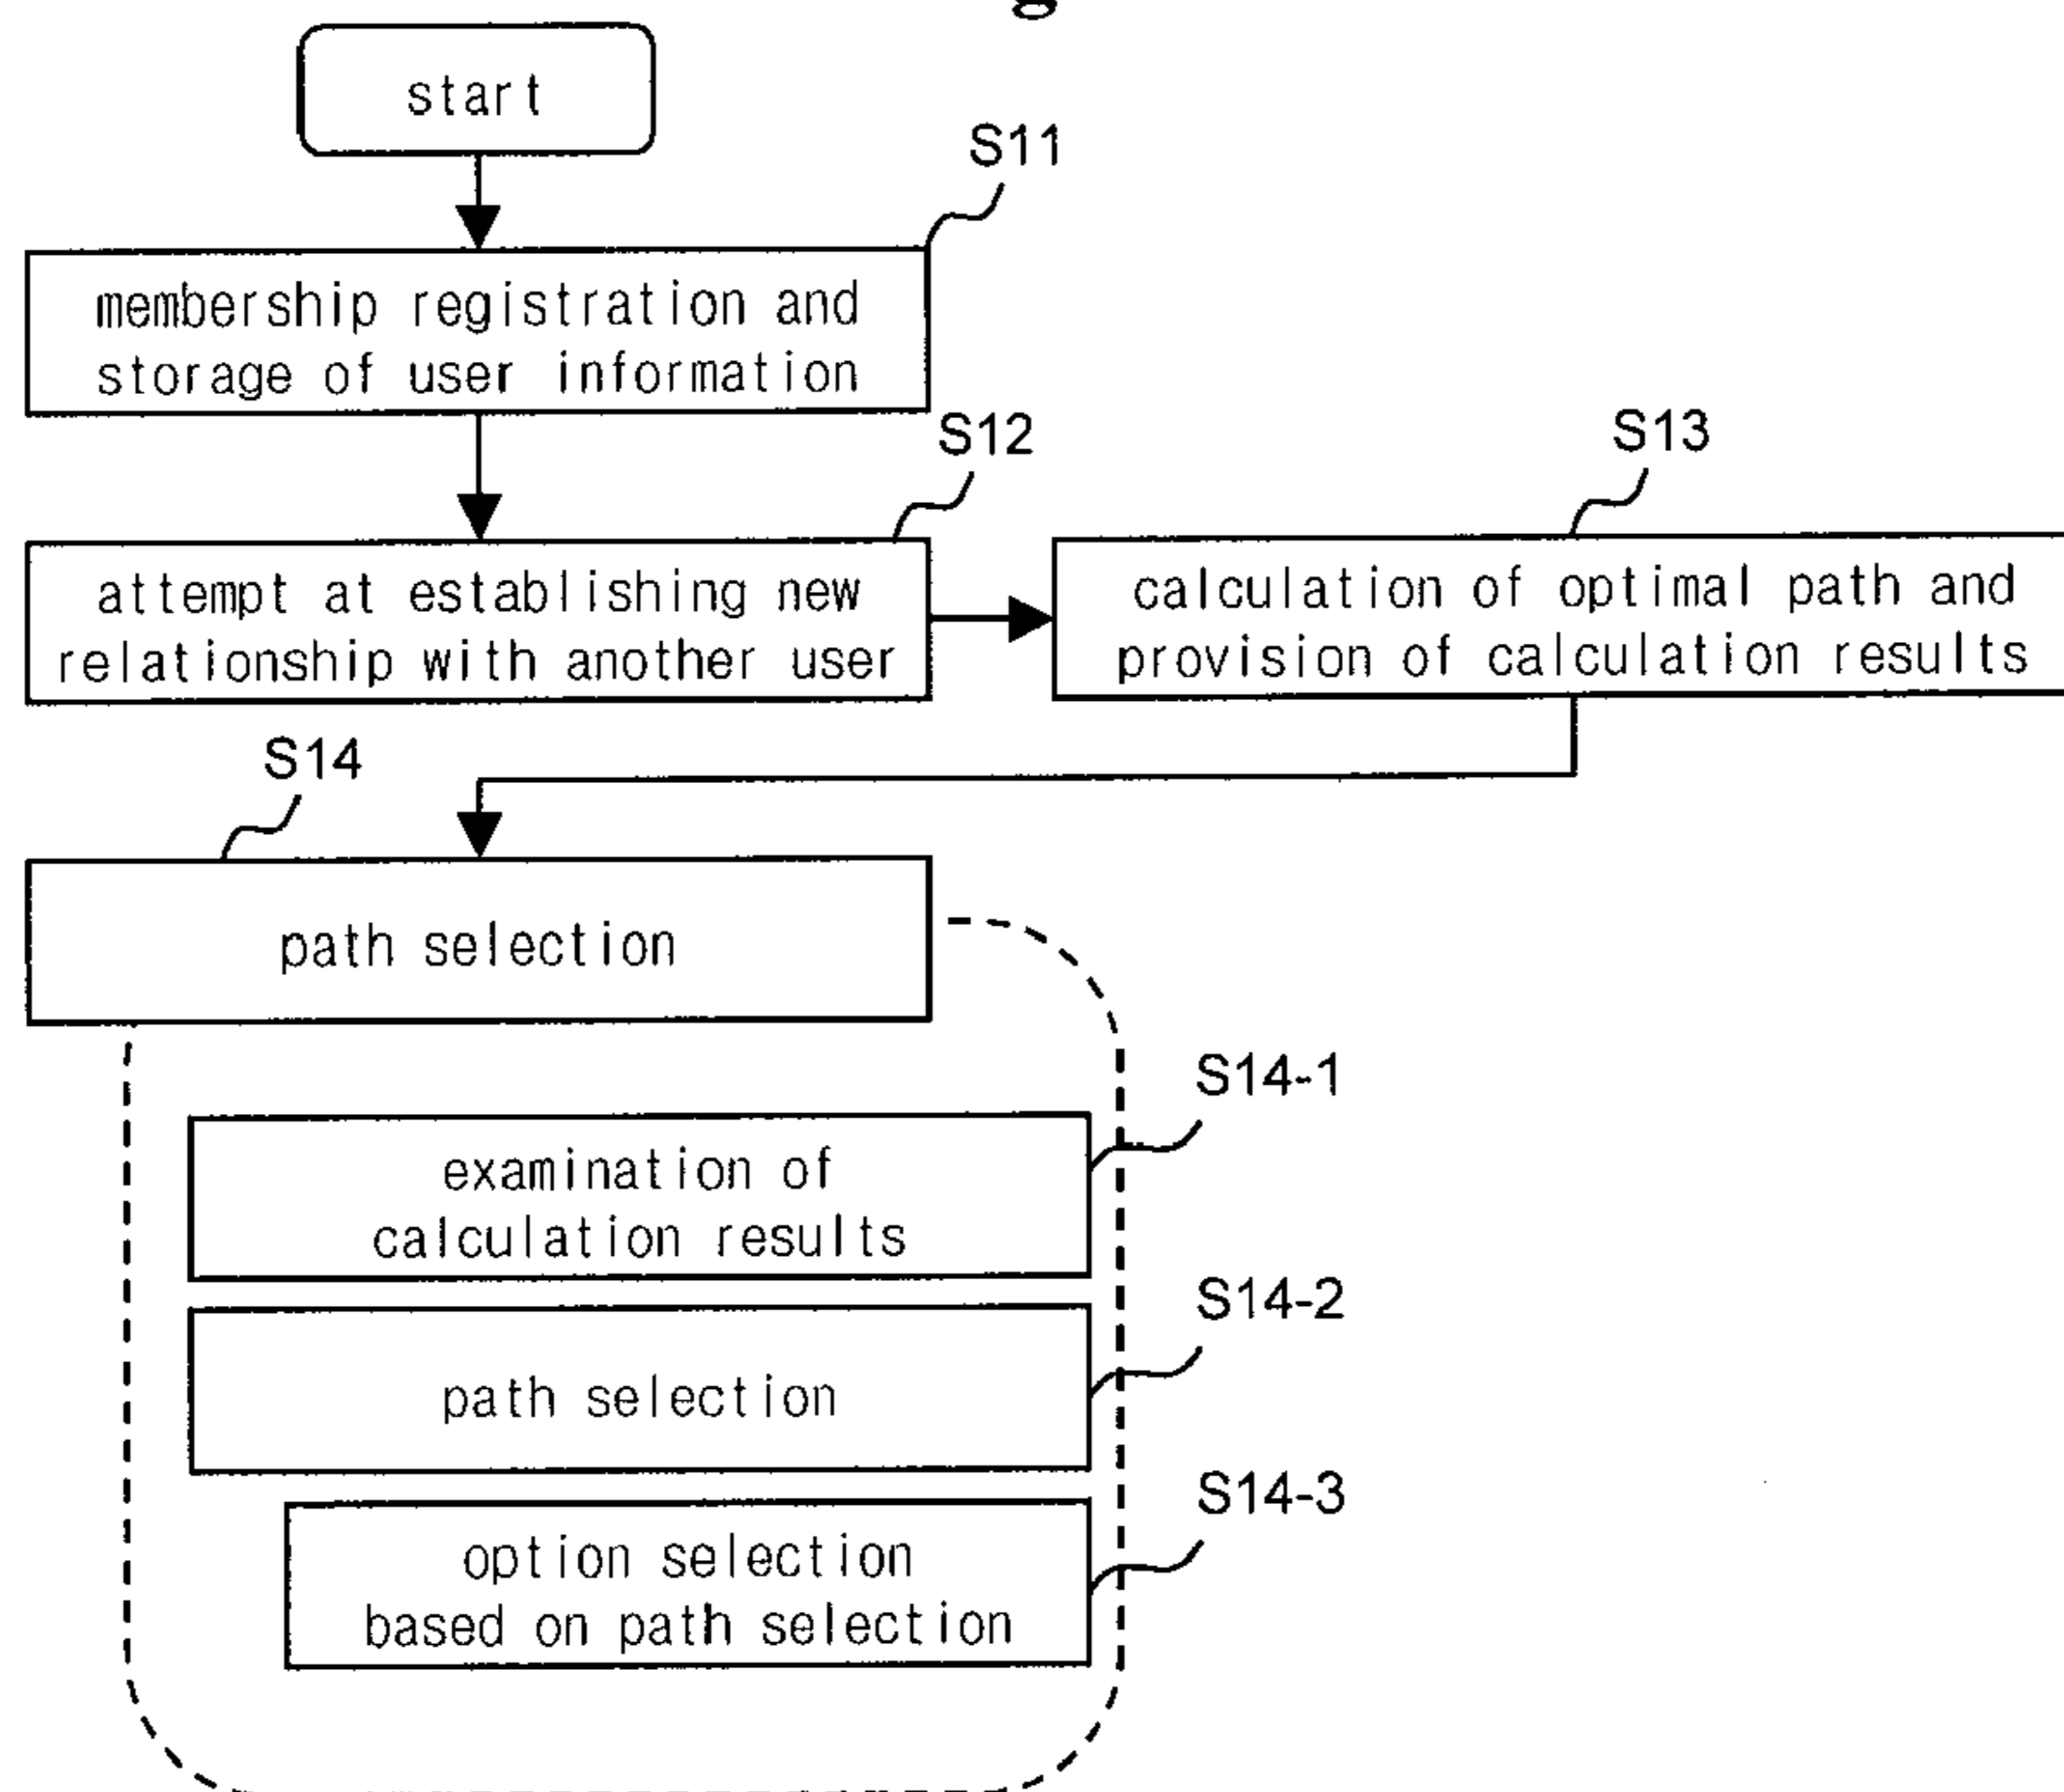 start
S11
membership registration and
storage of user information
S12
attempt at establishing new
relationship with another user
S13
calculation of optimal path and
provision of calculation results
S14
path selection
S14-1
examination of
calculation results
S14-2
path selection
S14-3
option selection
based on path selection